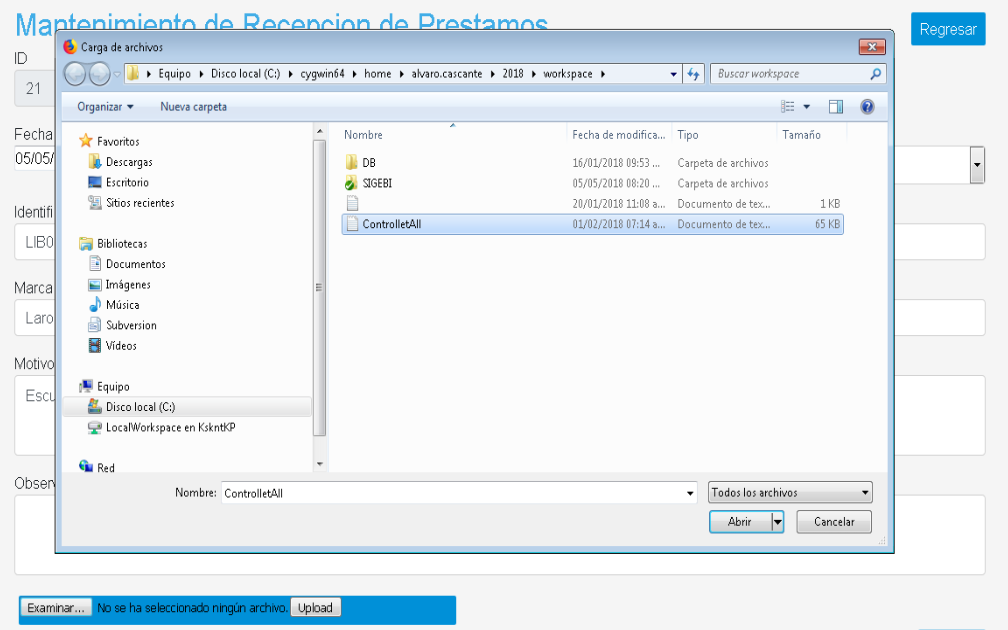 Mantenimiento de Recepcion de Prestamos
Regresar
ID
21
Fecha
05/05/
Identifi
LIB0
Marca
Laro
Motivo
Escu
Obser
Carga de archivos
Equipo Disco local (C:) cygwin64 home alvaro.cascante 2018 workspace
Buscar workspace
Organizar Nueva carpeta
Favoritos
Descargas
Escritorio
Sitios recientes
Bibliotecas
Documentos
Imágenes
Música
Subversion
Vídeos
Equipo
Disco local (C:)
LocalWorkspace en KskntKP
Red
Nombre Fecha de modifica... Tipo Tamaño
DB 16/01/2018 09:53 ... Carpeta de archivos
SIGEBI 05/05/2018 08:20 ... Carpeta de archivos
20/01/2018 11:08 a... Documento de tex... 1 KB
ControlletAll 01/02/2018 07:14 a... Documento de tex... 65 KB
Nombre: ControlletAll
Todos los archivos
Abrir Cancelar
Examinar... No se ha seleccionado ningún archivo. Upload